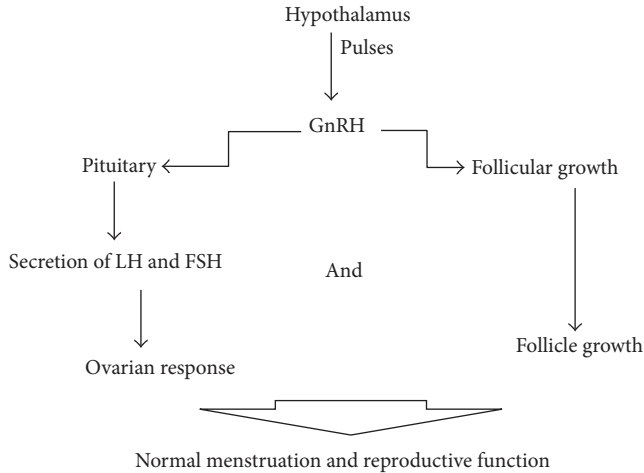 Hypothalamus
Pulses
GnRH
Pituitary
Follicular growth
Secretion of LH and FSH
And
Ovarian response
Follicle growth
Normal menstruation and reproductive function